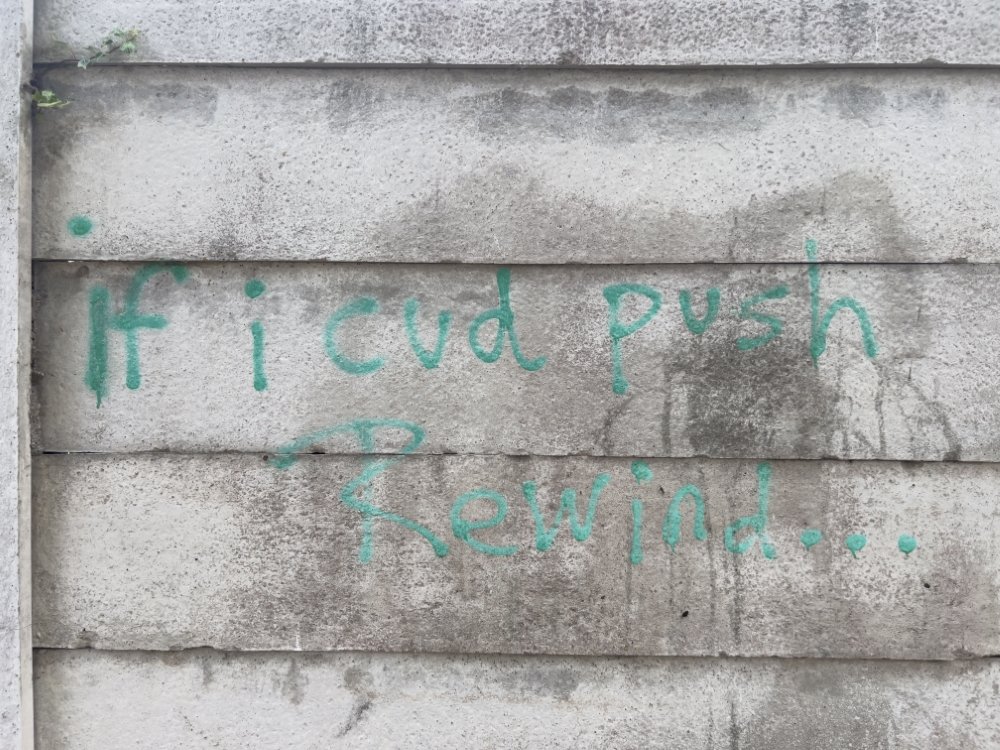 if i cud push
Rewind...